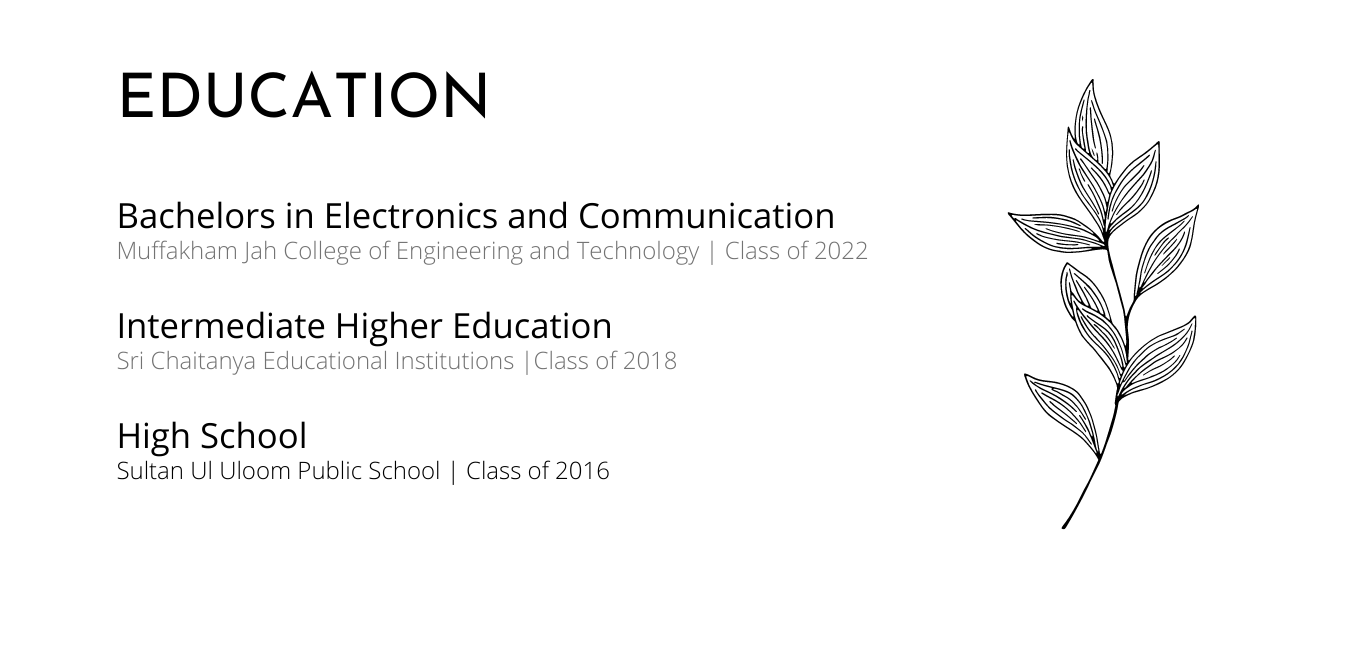 EDUCATION
Bachelors in Electronics and Communication
Muffakham Jah College of Engineering and Technology | Class of 2022
Intermediate Higher Education
Sri Chaitanya Educational Institutions |Class of 2018
High School
Sultan Ul Uloom Public School | Class of 2016